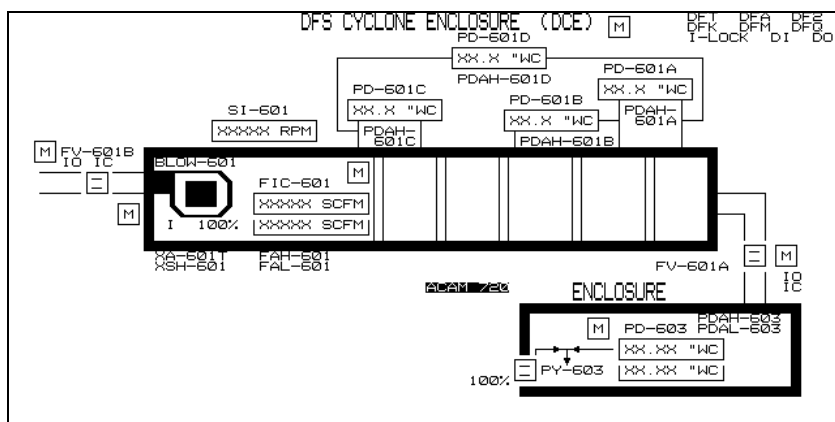 DFS CYCLONE ENCLOSURE (DCE) M DFT DFA DFS
DFK DFM DFQ
I-LOCK DI DO
PD-601D
XX.X "WC
PDAH-601D
PD-601C
XX.X "WC
PDAH-
601C
PD-601A
XX.X "WC
PDAH-
601A
PD-601B
XX.X "WC
PDAH-601B
SI-601
XXXXX RPM
M FV-601B
IO IC
M
BLOW-601
I 100%
FIC-601 M
XXXXX SCFM
XXXXX SCFM
XA-601T FAH-601
XSH-601 FAL-601
FV-601A
M
IO
IC
ACAM 720
ENCLOSURE
PDAH-603
M PD-603 PDAL-603
XX.XX "WC
XX.XX "WC
100% PY-603